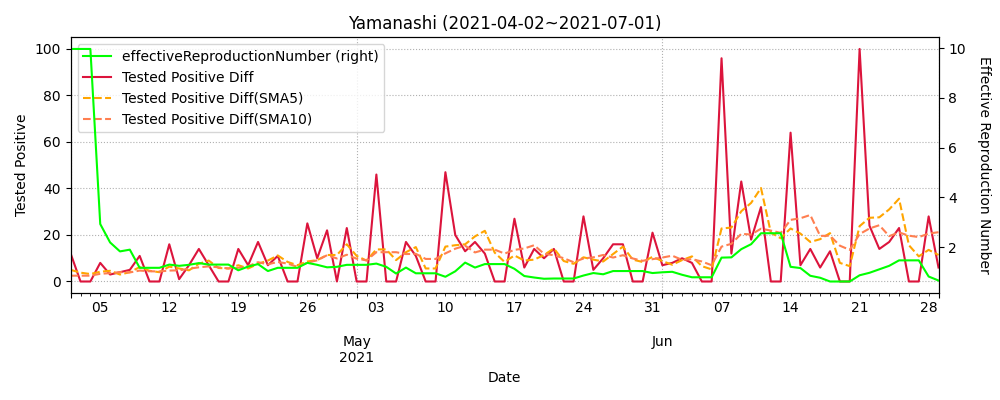 Yamanashi (2021-04-02~2021-07-01)
effectiveReproductionNumber (right)
Tested Positive Diff
Tested Positive Diff(SMA5)
Tested Positive Diff(SMA10)
100
80
60
40
20
0
Tested Positive
10
8
6
4
2
Effective Reproduction Number
05 12 19 26 03 10 17 24 31 07 14 21 28
May Jun
2021
Date